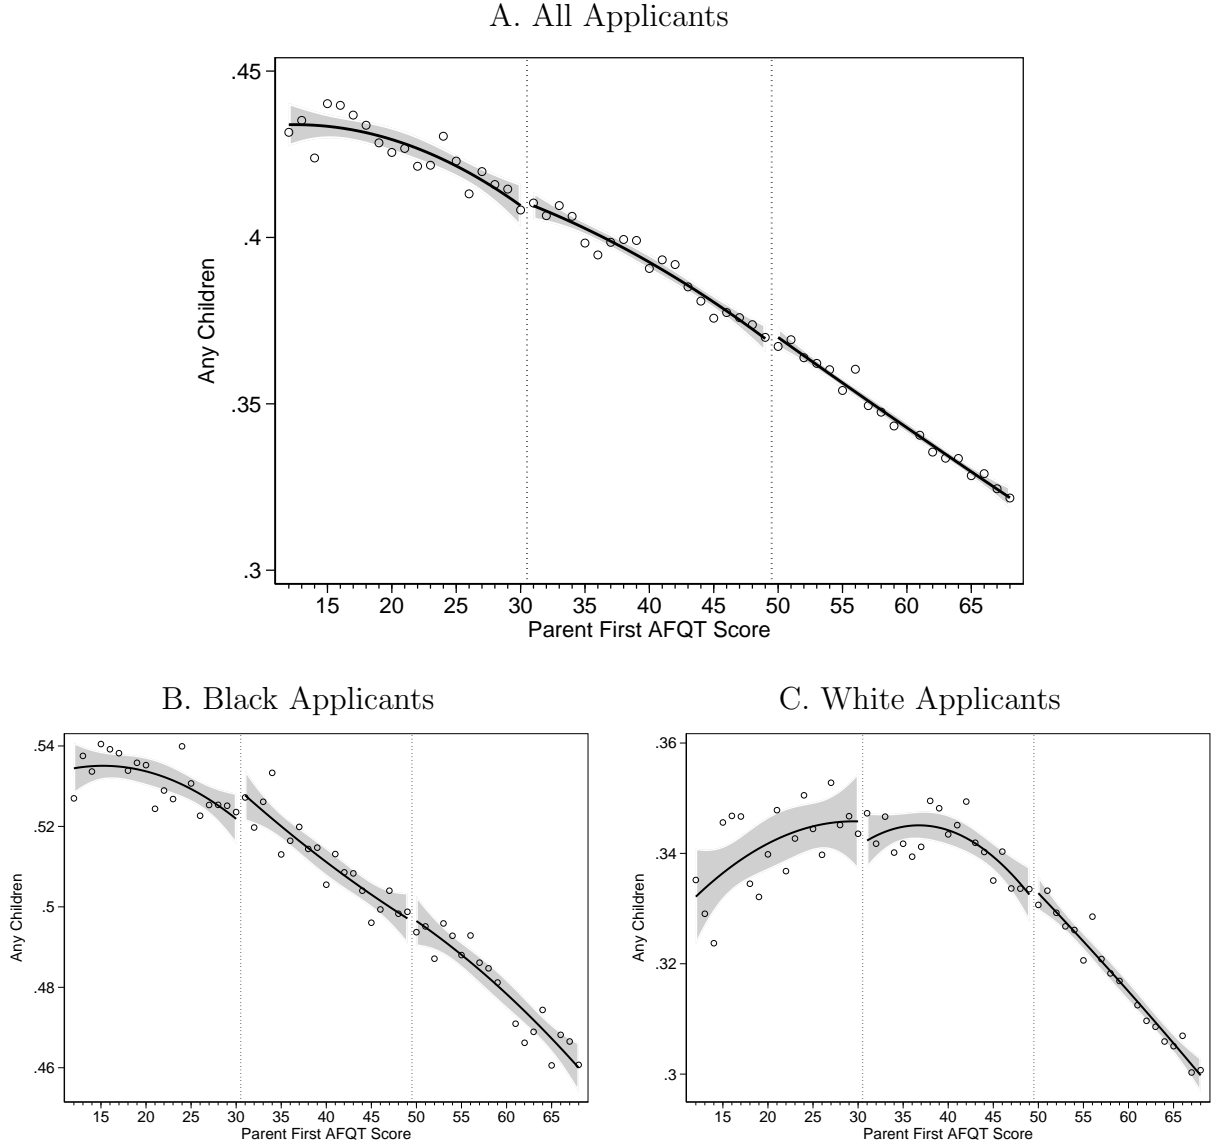 A. All Applicants
.45
.4
.35
.3
Any Children
15 20 25 30 35 40 45 50 55 60 65
Parent First AFQT Score
B. Black Applicants
.54
.52
.5
.48
.46
Any Children
15 20 25 30 35 40 45 50 55 60 65
Parent First AFQT Score
C. White Applicants
.36
.34
.32
.3
Any Children
15 20 25 30 35 40 45 50 55 60 65
Parent First AFQT Score